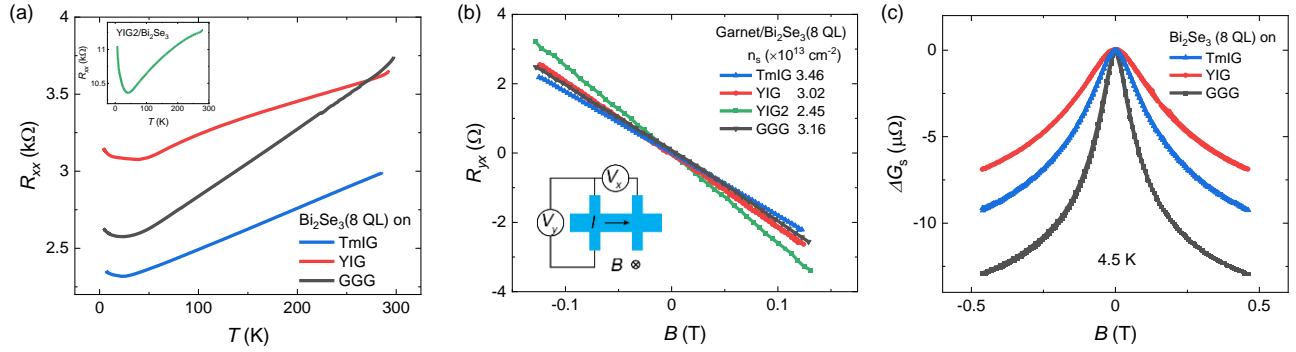 (a)
YIG2/Bi₂Se₃
11
10.5
R_xx (kΩ)
0
100
200
300
T (K)
4
3.5
3
2.5
R_xx (kΩ)
Bi₂Se₃(8 QL) on
TmIG
YIG
GGG
0
100
200
300
T (K)
(b)
Garnet/Bi₂Se₃(8 QL)
n_s (×10¹³ cm⁻²)
TmIG 3.46
YIG 3.02
YIG2 2.45
GGG 3.16
4
2
0
-2
-4
R_yx (Ω)
V_x
V_y
I
B ⊗
-0.1
0
0.1
B (T)
(c)
Bi₂Se₃ (8 QL) on
TmIG
YIG
GGG
0
-5
-10
ΔG_s (μ℧)
4.5 K
-0.5
0
0.5
B (T)